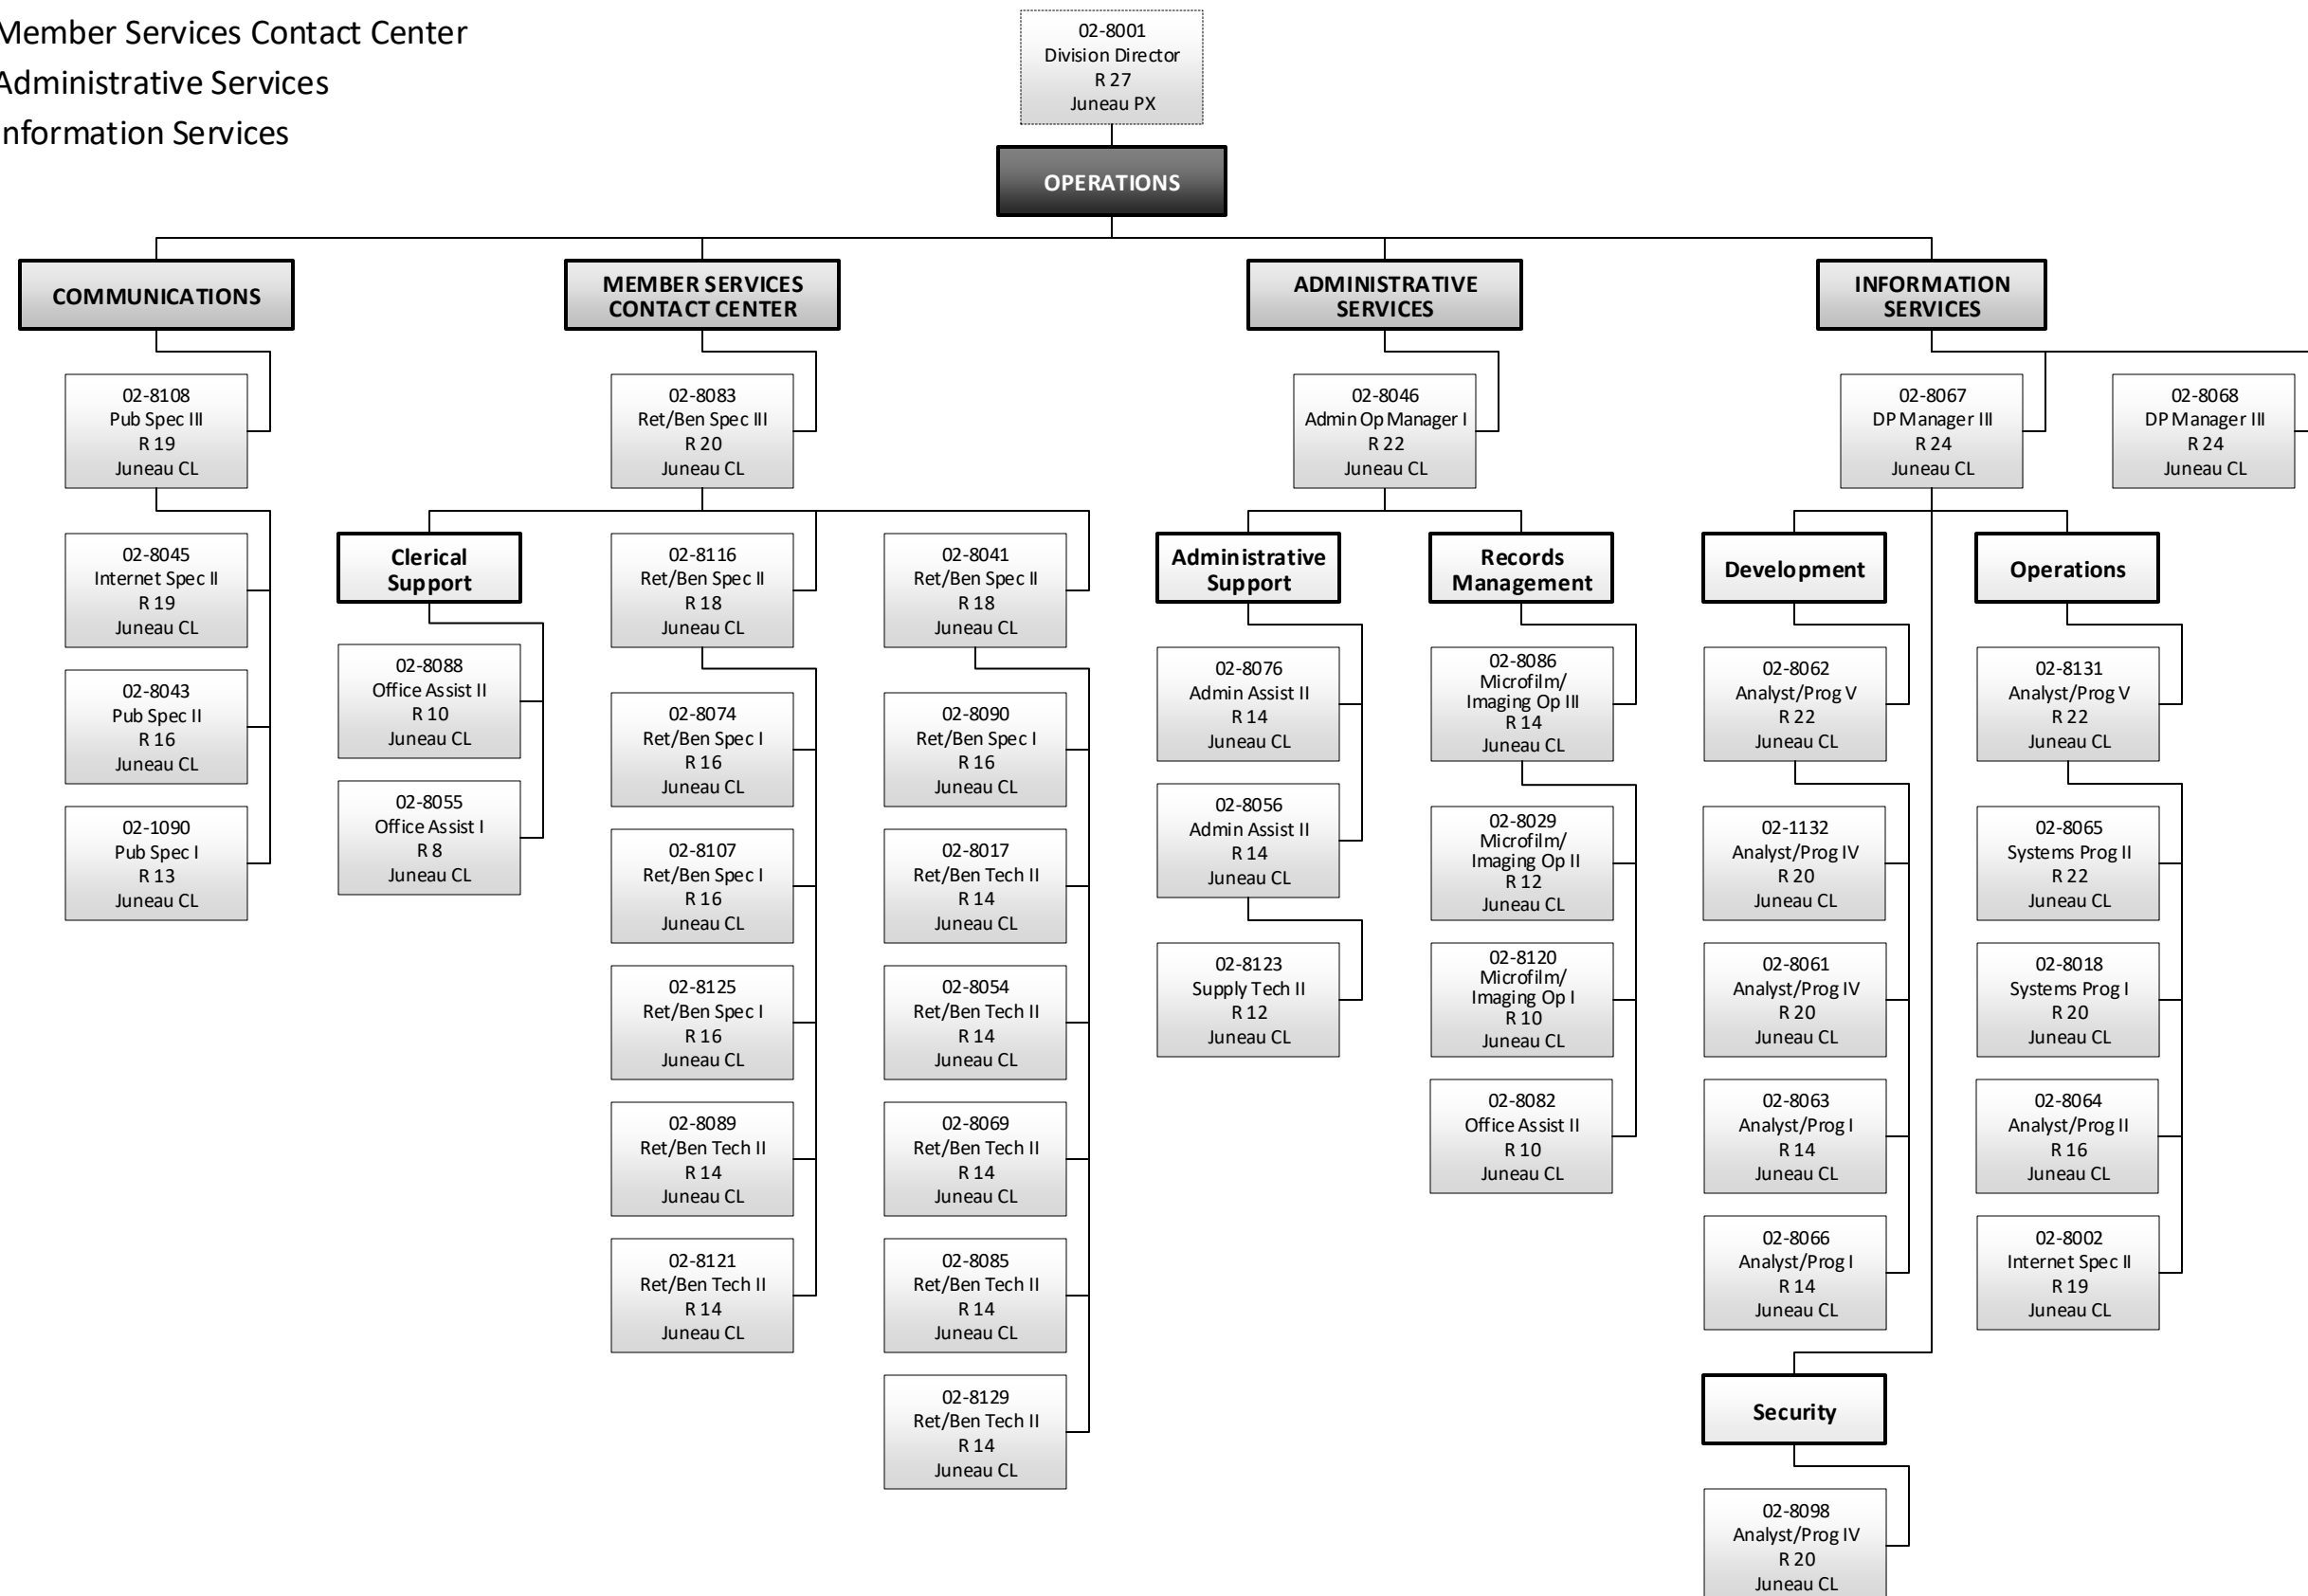 Member Services Contact Center
Administrative Services
Information Services
02-8001
Division Director
R 27
Juneau PX
OPERATIONS
COMMUNICATIONS
MEMBER SERVICES
CONTACT CENTER
ADMINISTRATIVE
SERVICES
INFORMATION
SERVICES
02-8108
Pub Spec III
R 19
Juneau CL
02-8083
Ret/Ben Spec III
R 20
Juneau CL
02-8046
Admin Op Manager I
R 22
Juneau CL
02-8067
DP Manager III
R 24
Juneau CL
02-8068
DP Manager III
R 24
Juneau CL
02-8045
Internet Spec II
R 19
Juneau CL
02-8043
Pub Spec II
R 16
Juneau CL
02-1090
Pub Spec I
R 13
Juneau CL
Clerical
Support
02-8088
Office Assist II
R 10
Juneau CL
02-8055
Office Assist I
R 8
Juneau CL
02-8116
Ret/Ben Spec II
R 18
Juneau CL
02-8074
Ret/Ben Spec I
R 16
Juneau CL
02-8107
Ret/Ben Spec I
R 16
Juneau CL
02-8125
Ret/Ben Spec I
R 16
Juneau CL
02-8089
Ret/Ben Tech II
R 14
Juneau CL
02-8121
Ret/Ben Tech II
R 14
Juneau CL
02-8041
Ret/Ben Spec II
R 18
Juneau CL
02-8090
Ret/Ben Spec I
R 16
Juneau CL
02-8017
Ret/Ben Tech II
R 14
Juneau CL
02-8054
Ret/Ben Tech II
R 14
Juneau CL
02-8069
Ret/Ben Tech II
R 14
Juneau CL
02-8085
Ret/Ben Tech II
R 14
Juneau CL
02-8129
Ret/Ben Tech II
R 14
Juneau CL
Administrative
Support
02-8076
Admin Assist II
R 14
Juneau CL
02-8056
Admin Assist II
R 14
Juneau CL
02-8123
Supply Tech II
R 12
Juneau CL
Records
Management
02-8086
Microfilm/
Imaging Op III
R 14
Juneau CL
02-8029
Microfilm/
Imaging Op II
R 12
Juneau CL
02-8120
Microfilm/
Imaging Op I
R 10
Juneau CL
02-8082
Office Assist II
R 10
Juneau CL
Development
02-8062
Analyst/Prog V
R 22
Juneau CL
02-1132
Analyst/Prog IV
R 20
Juneau CL
02-8061
Analyst/Prog IV
R 20
Juneau CL
02-8063
Analyst/Prog I
R 14
Juneau CL
02-8066
Analyst/Prog I
R 14
Juneau CL
Operations
02-8131
Analyst/Prog V
R 22
Juneau CL
02-8065
Systems Prog II
R 22
Juneau CL
02-8018
Systems Prog I
R 20
Juneau CL
02-8064
Analyst/Prog II
R 16
Juneau CL
02-8002
Internet Spec II
R 19
Juneau CL
Security
02-8098
Analyst/Prog IV
R 20
Juneau CL